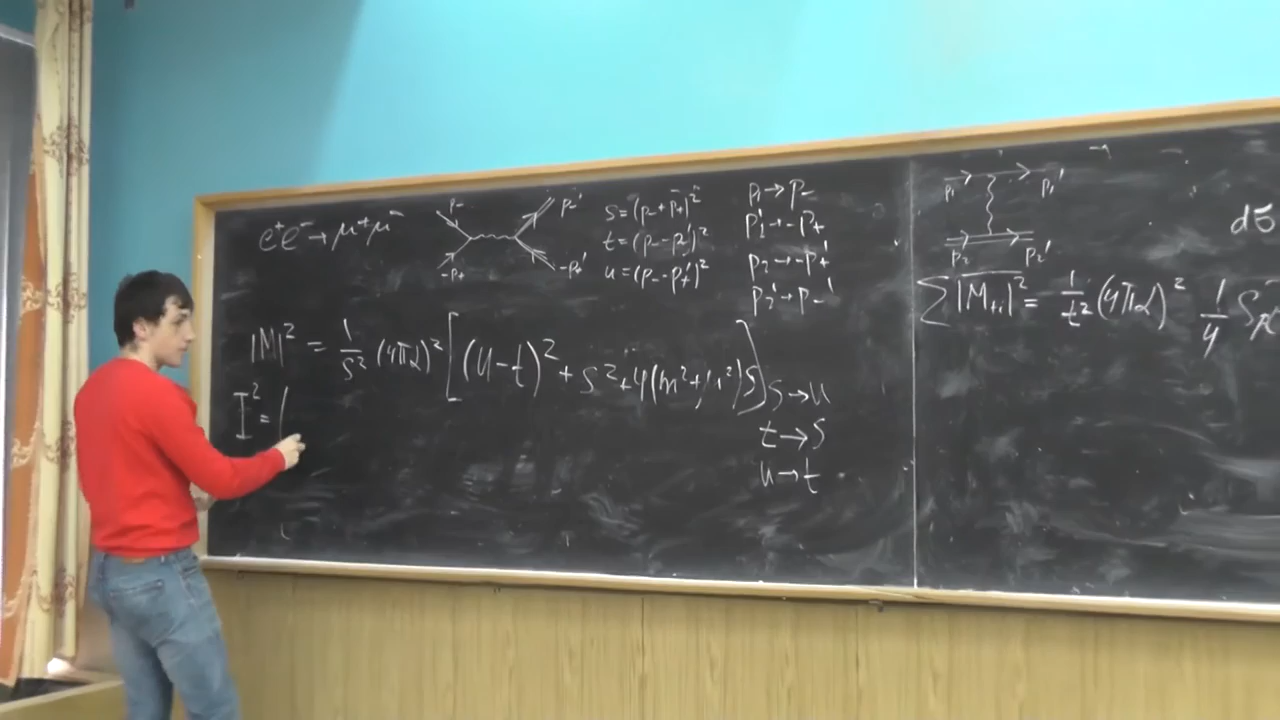 e⁺e⁻ → μ⁺μ⁻
p₋ p₋' -p₊ -p₊'
s = (p₋ + p₊)²
t = (p₋ - p₋')²
u = (p₋ - p₊')²
p₁ → p₋
p₁' → -p₊
p₂ → -p₊'
p₂' → p₋'
|M|² = 1/s² (4πα)² [(u-t)² + s² + 4(m²+μ²)s]
I² = (
s → u
t → s
u → t
p₁ p₁'
p₂ p₂'
dσ
∑ |M_fi|² = 1/t² (4πα)² 1/4 Sp